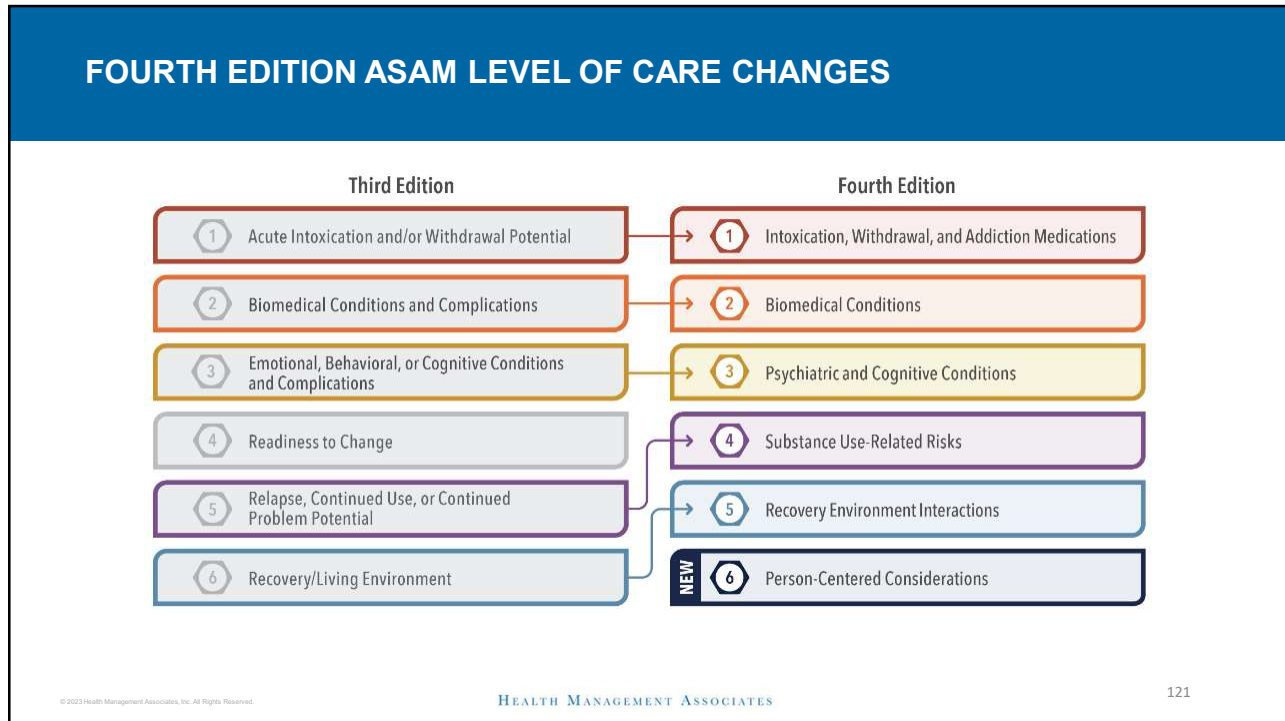 FOURTH EDITION ASAM LEVEL OF CARE CHANGES
Third Edition
1 Acute Intoxication and/or Withdrawal Potential
2 Biomedical Conditions and Complications
3 Emotional, Behavioral, or Cognitive Conditions
and Complications
4 Readiness to Change
5 Relapse, Continued Use, or Continued
Problem Potential
6 Recovery/Living Environment
Fourth Edition
1 Intoxication, Withdrawal, and Addiction Medications
2 Biomedical Conditions
3 Psychiatric and Cognitive Conditions
4 Substance Use-Related Risks
5 Recovery Environment Interactions
NEW 6 Person-Centered Considerations
© 2023 Health Management Associates, Inc. All Rights Reserved.
HEALTH MANAGEMENT ASSOCIATES
121